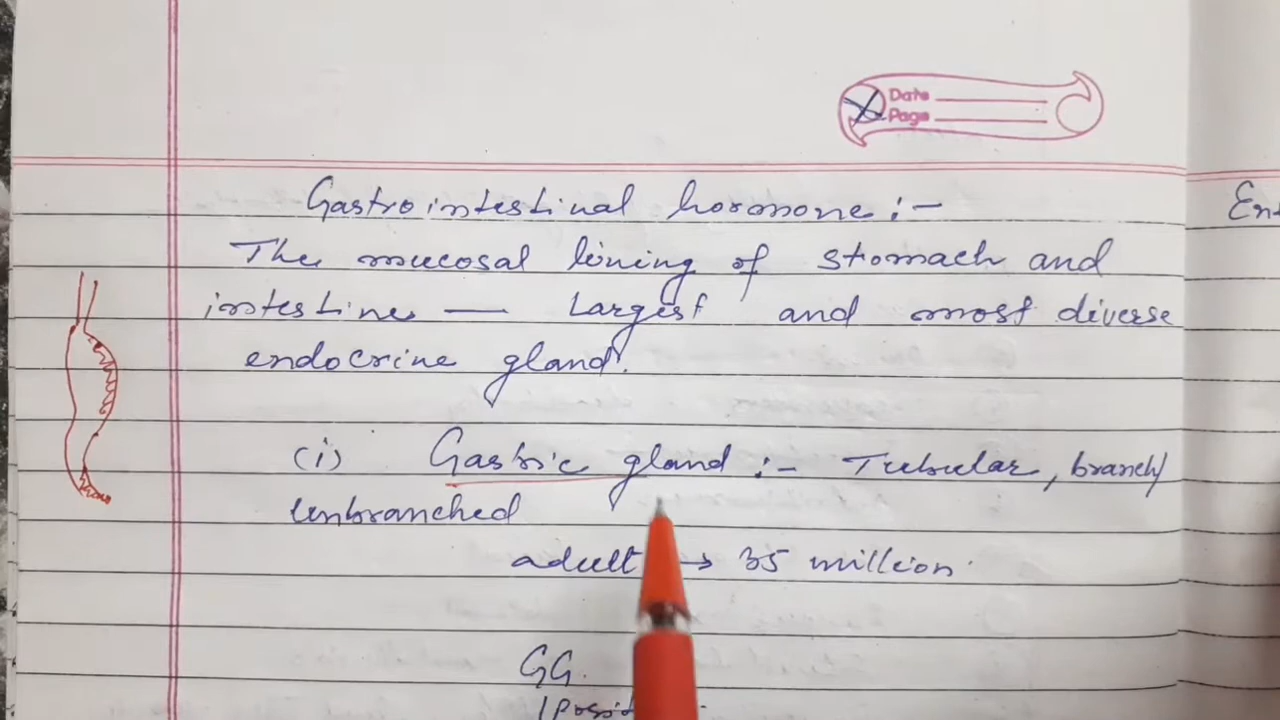 Date
Page
Gastrointestinal hormone :-
The mucosal lining of stomach and
intestine — Largest and most diverse
endocrine gland.
(i) Gastric gland :- Tubular, branch/
unbranched
adult → 35 million.
GG.